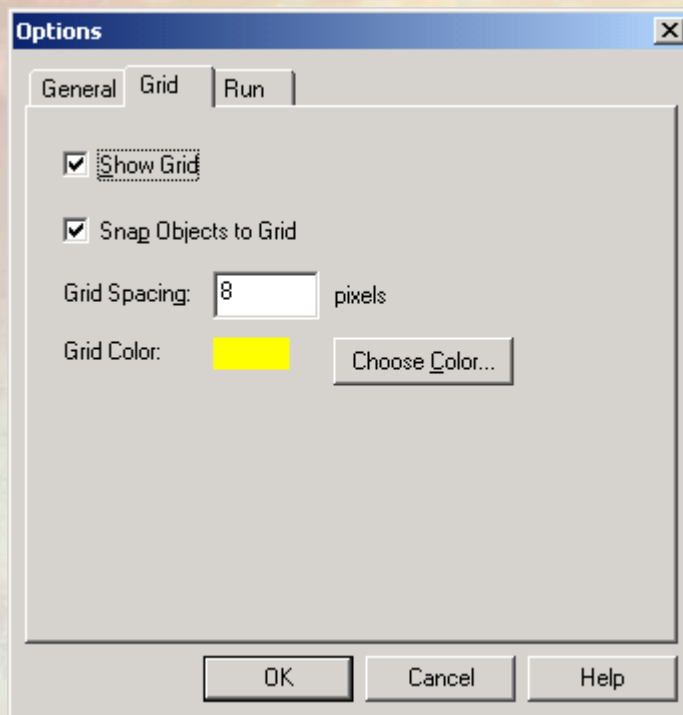 Options
General Grid Run
Show Grid
Snap Objects to Grid
Grid Spacing: 8 pixels
Grid Color: Choose Color...
OK Cancel Help